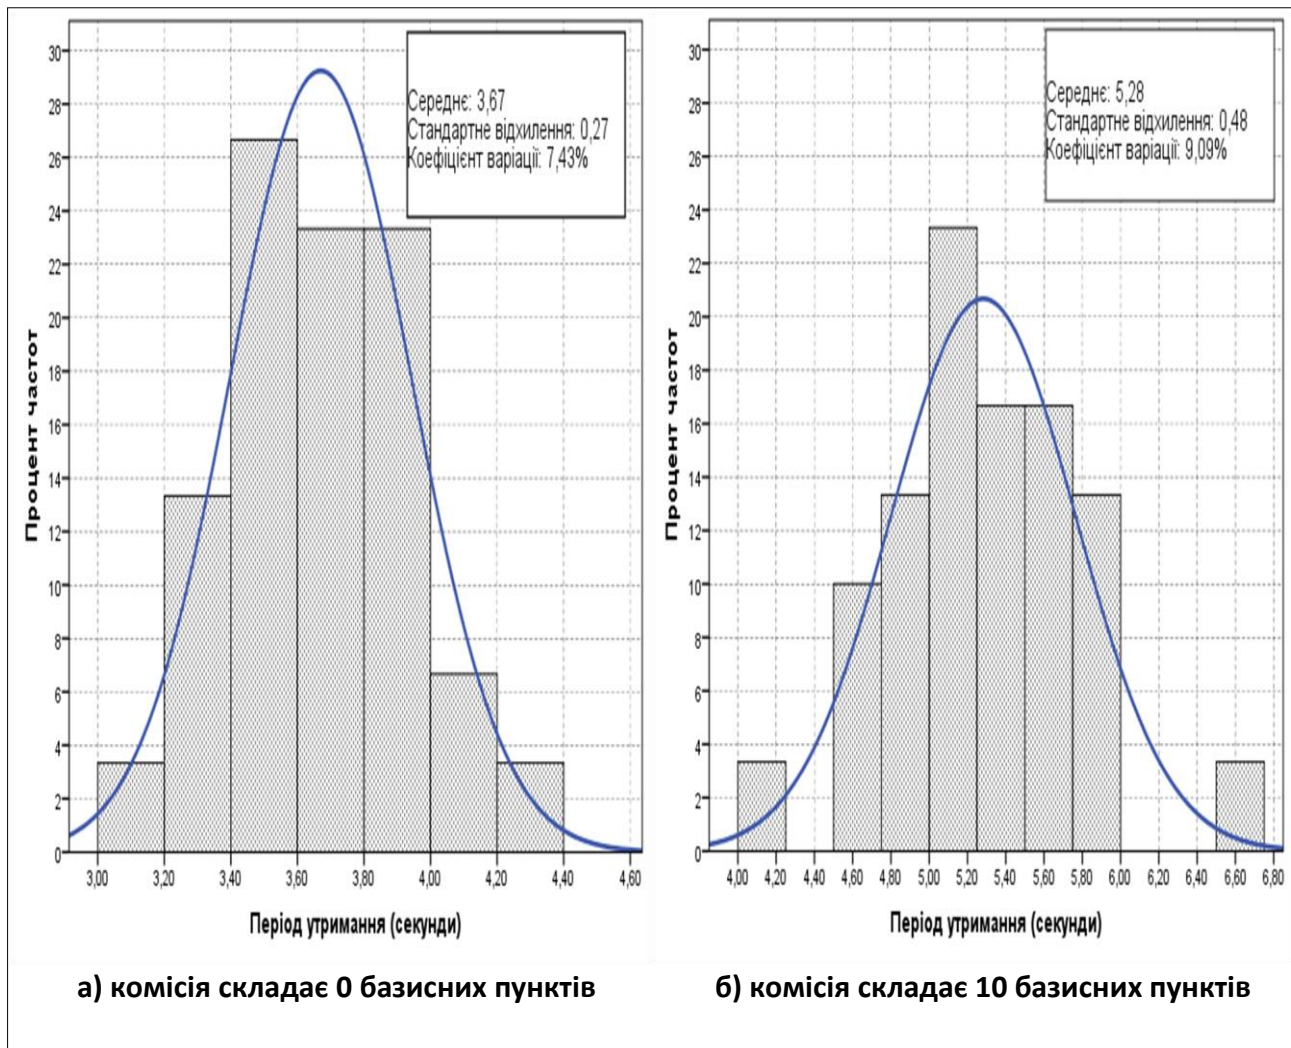 Середнє: 3,67
Стандартне відхилення: 0,27
Коефіцієнт варіації: 7,43%
Процент частот
30
28
26
24
22
20
18
16
14
12
10
8
6
4
2
0
3,00 3,20 3,40 3,60 3,80 4,00 4,20 4,40 4,60
Період утримання (секунди)
а) комісія складає 0 базисних пунктів
Середнє: 5,28
Стандартне відхилення: 0,48
Коефіцієнт варіації: 9,09%
Процент частот
30
28
26
24
22
20
18
16
14
12
10
8
6
4
2
0
4,00 4,20 4,40 4,60 4,80 5,00 5,20 5,40 5,60 5,80 6,00 6,20 6,40 6,60 6,80
Період утримання (секунди)
б) комісія складає 10 базисних пунктів